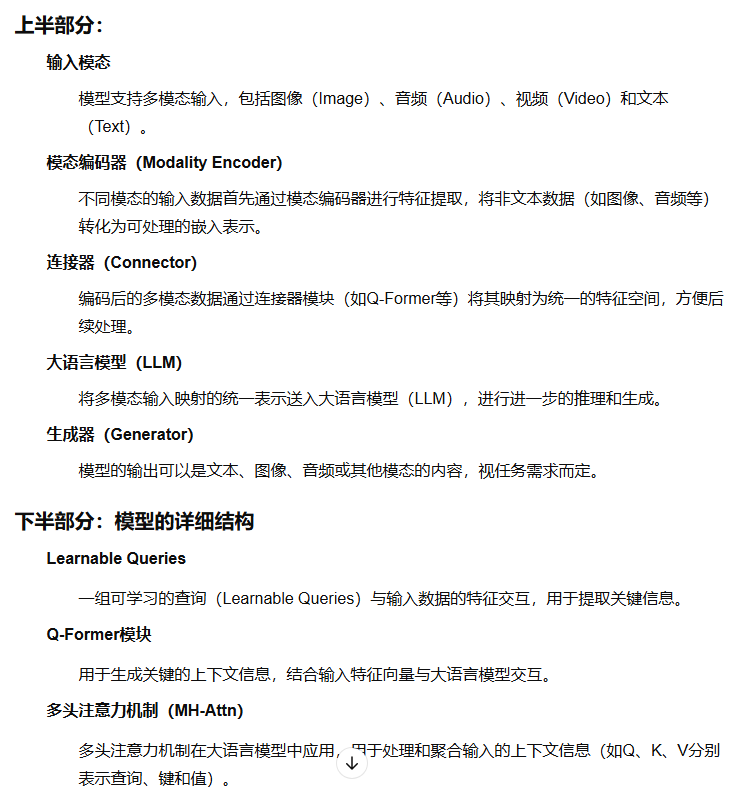 上半部分：
输入模态
模型支持多模态输入，包括图像（Image）、音频（Audio）、视频（Video）和文本
（Text）。
模态编码器（Modality Encoder）
不同模态的输入数据首先通过模态编码器进行特征提取，将非文本数据（如图像、音频等）
转化为可处理的嵌入表示。
连接器（Connector）
编码后的多模态数据通过连接器模块（如Q-Former等）将其映射为统一的特征空间，方便后
续处理。
大语言模型（LLM）
将多模态输入映射的统一表示送入大语言模型（LLM），进行进一步的推理和生成。
生成器（Generator）
模型的输出可以是文本、图像、音频或其他模态的内容，视任务需求而定。
下半部分：模型的详细结构
Learnable Queries
一组可学习的查询（Learnable Queries）与输入数据的特征交互，用于提取关键信息。
Q-Former模块
用于生成关键的上下文信息，结合输入特征向量与大语言模型交互。
多头注意力机制（MH-Attn）
多头注意力机制在大语言模型中应用，用于处理和聚合输入的上下文信息（如Q、K、V分别
表示查询、键和值）。